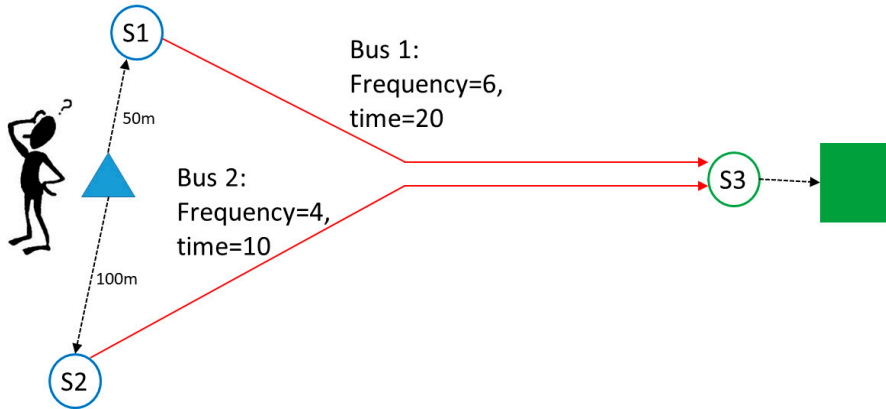 S1
Bus 1:
Frequency=6,
time=20
?
50m
Bus 2:
Frequency=4,
time=10
S3
100m
S2